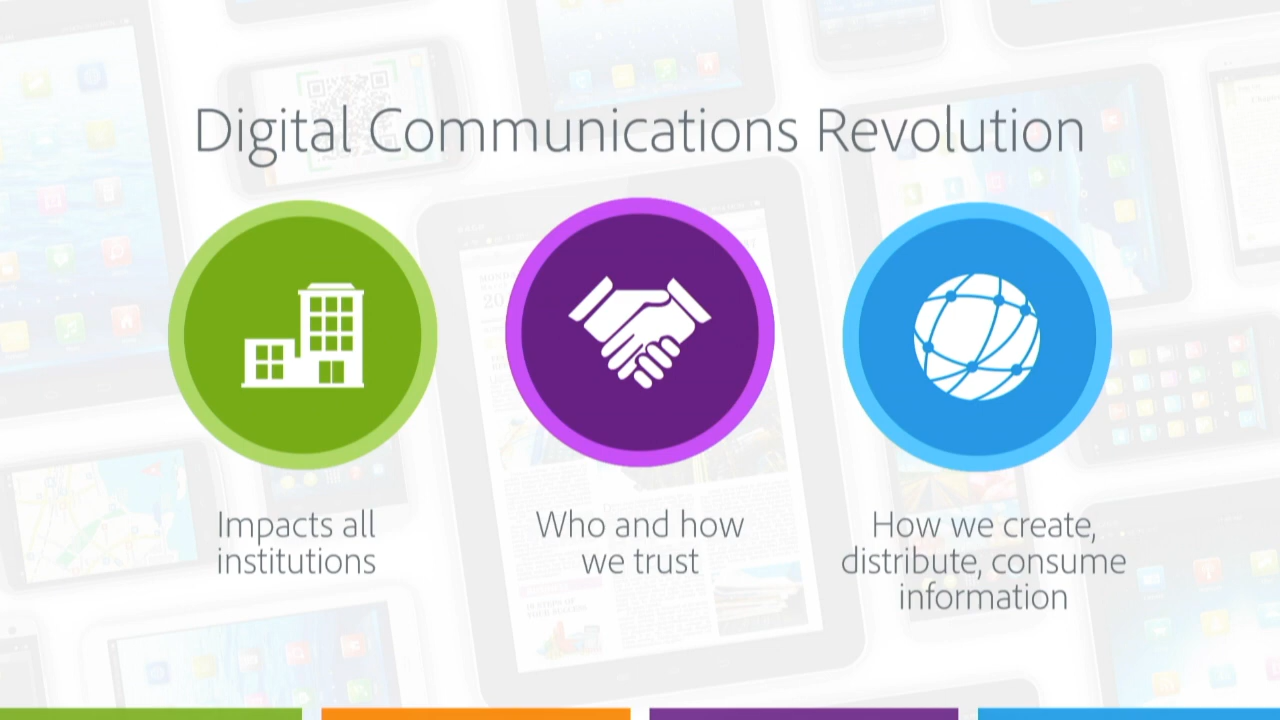 Digital Communications Revolution
Impacts all
institutions
Who and how
we trust
How we create,
distribute, consume
information